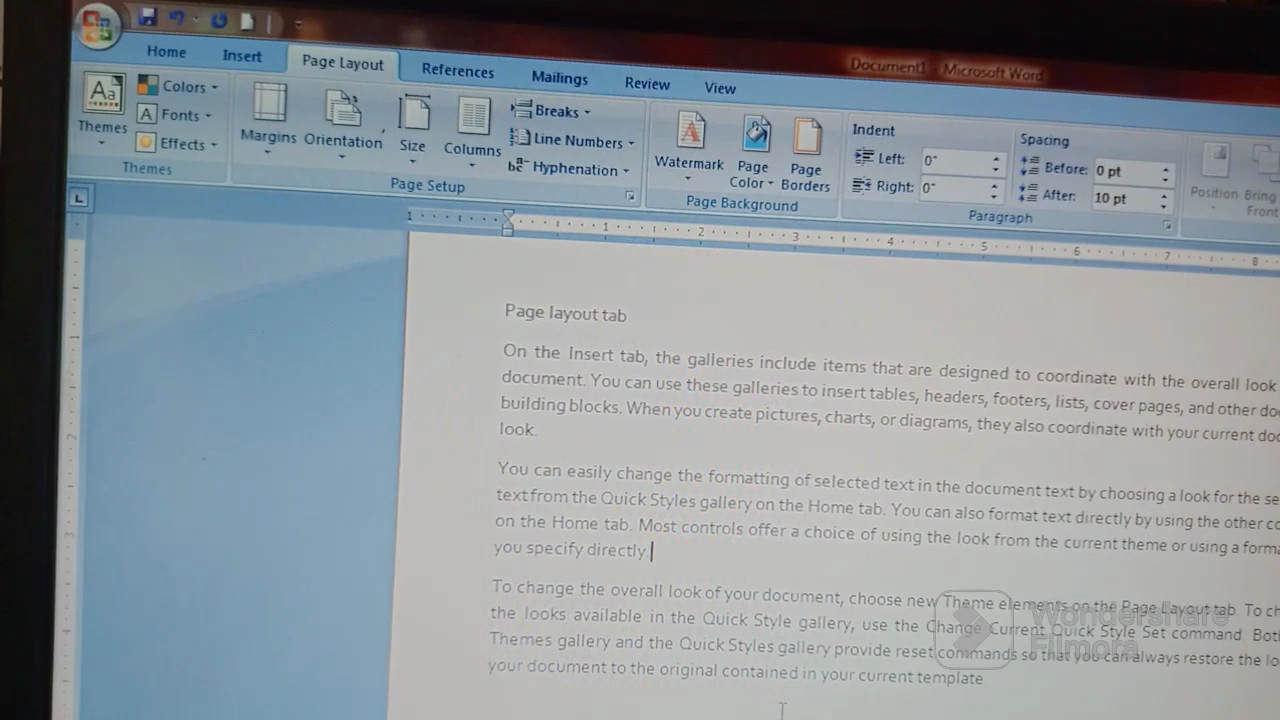 Document1 - Microsoft Word
Home Insert Page Layout References Mailings Review View
Themes
Colors
Fonts
Effects
Themes
Margins
Orientation
Size
Columns
Breaks
Line Numbers
Hyphenation
Page Setup
Watermark
Page Color
Page Borders
Page Background
Indent
Left: 0"
Right: 0"
Spacing
Before: 0 pt
After: 10 pt
Paragraph
Position
Bring
Front
L
1 1 2 3 4 5 6 7 8
Page layout tab
On the Insert tab, the galleries include items that are designed to coordinate with the overall look
document. You can use these galleries to insert tables, headers, footers, lists, cover pages, and other
building blocks. When you create pictures, charts, or diagrams, they also coordinate with your current
look.
You can easily change the formatting of selected text in the document text by choosing a look for the
text from the Quick Styles gallery on the Home tab. You can also format text directly by using the other
on the Home tab. Most controls offer a choice of using the look from the current theme or using a
you specify directly.
To change the overall look of your document, choose new Theme elements on the Page Layout tab. To
the looks available in the Quick Style gallery, use the Change Current Quick Style Set command.
Themes gallery and the Quick Styles gallery provide reset commands so that you can always restore the
your document to the original contained in your current template
Wondershare
Filmora